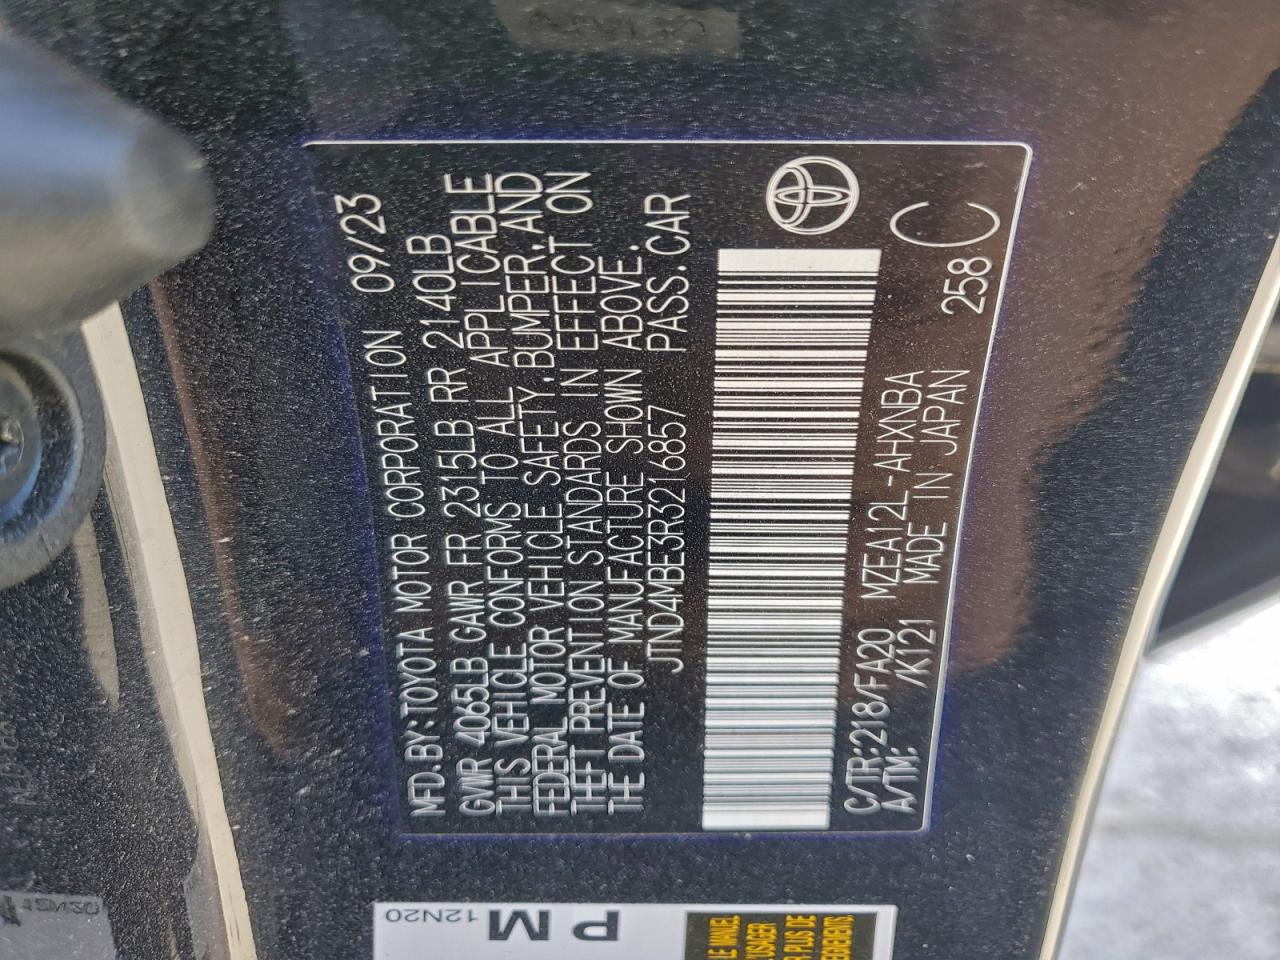 MFD.BY:TOYOTA MOTOR CORPORATION 09/23
GVWR 4065LB GAWR FR 2315LB RR 2140LB
THIS VEHICLE CONFORMS TO ALL APPLICABLE
FEDERAL MOTOR VEHICLE SAFETY,BUMPER,AND
THEFT PREVENTION STANDARDS IN EFFECT ON
THE DATE OF MANUFACTURE SHOWN ABOVE.
JTND4MBE3R3216857 PASS.CAR
C/TR:218/FA20 MZEA12L-AHXNBA
A/TM: /K121 MADE IN JAPAN 258 C
P M
12N20
LE MANUEL